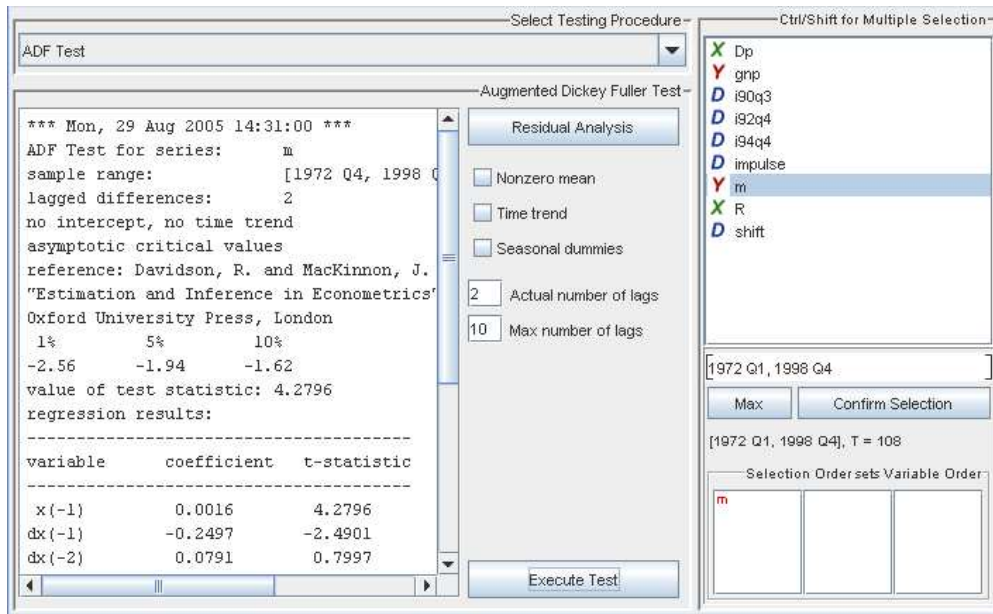 Select Testing Procedure
ADF Test
Augmented Dickey Fuller Test
*** Mon, 29 Aug 2005 14:31:00 ***
ADF Test for series: m
sample range: [1972 Q4, 1998 Q
lagged differences: 2
no intercept, no time trend
asymptotic critical values
reference: Davidson, R. and MacKinnon, J.
"Estimation and Inference in Econometrics"
Oxford University Press, London
1% 5% 10%
-2.56 -1.94 -1.62
value of test statistic: 4.2796
regression results:
---------------------------------------
variable coefficient t-statistic
---------------------------------------
x(-1) 0.0016 4.2796
dx(-1) -0.2497 -2.4901
dx(-2) 0.0791 0.7997
Residual Analysis
Nonzero mean
Time trend
Seasonal dummies
2 Actual number of lags
10 Max number of lags
Execute Test
Ctrl/Shift for Multiple Selection
X Dp
Y gnp
D i90q3
D i92q4
D i94q4
D impulse
Y m
X R
D shift
[1972 Q1, 1998 Q4]
Max Confirm Selection
[1972 Q1, 1998 Q4], T = 108
Selection Order sets Variable Order
m